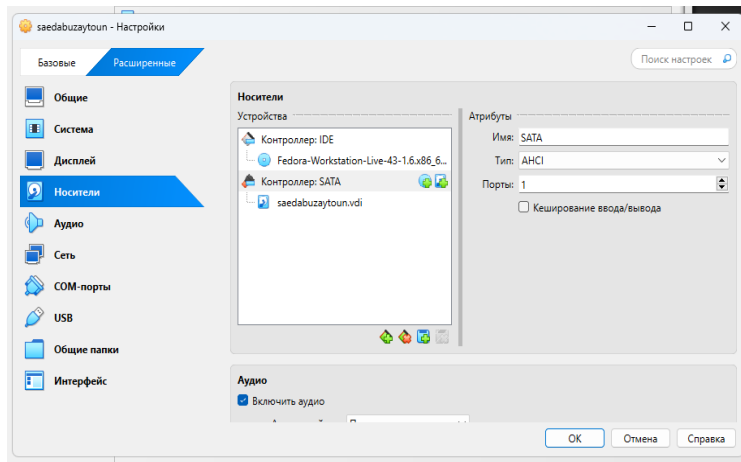 saedabuzaytoun - Настройки
Базовые
Расширенные
Поиск настроек
Общие
Система
Дисплей
Носители
Аудио
Сеть
COM-порты
USB
Общие папки
Интерфейс
Носители
Устройства
Контроллер: IDE
Fedora-Workstation-Live-43-1.6.x86_6...
Контроллер: SATA
saedabuzaytoun.vdi
Атрибуты
Имя: SATA
Тип: AHCI
Порты: 1
Кеширование ввода/вывода
Аудио
Включить аудио
OK
Отмена
Справка